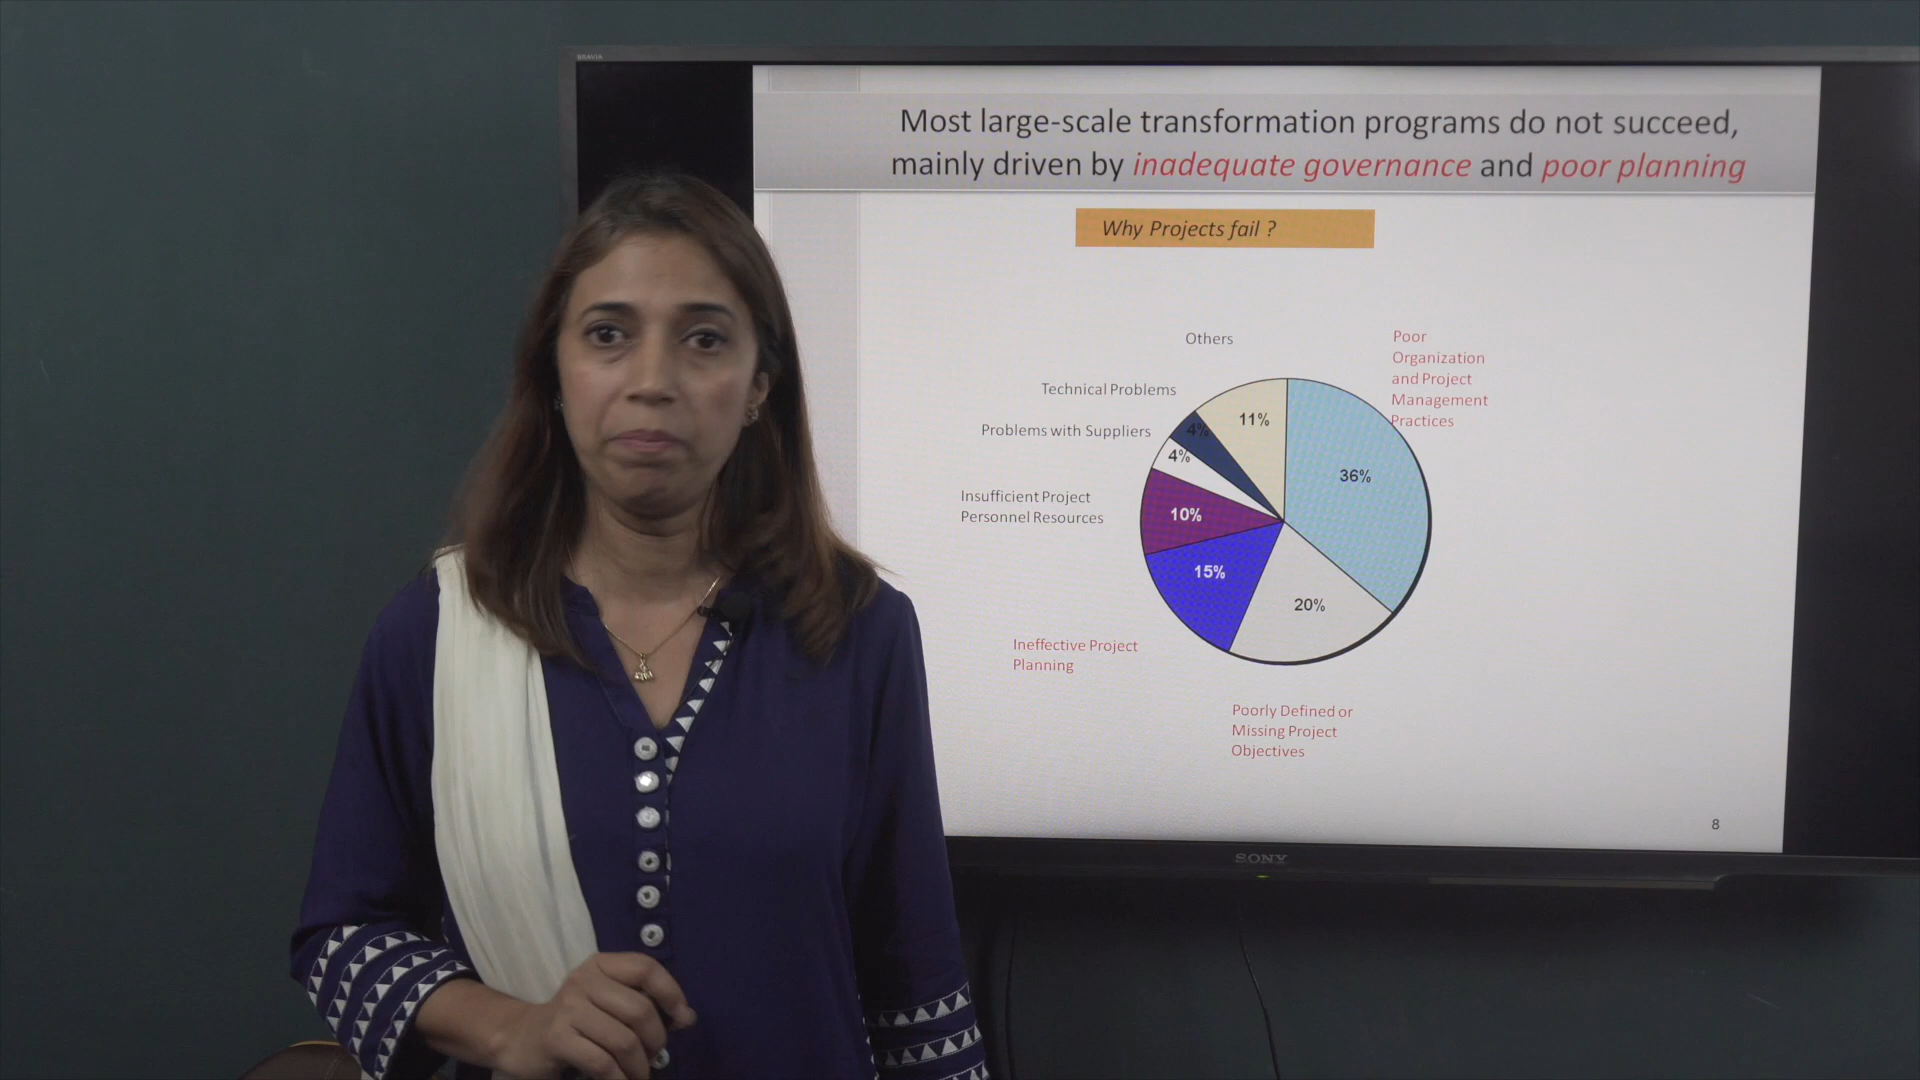 BRAVIA
Most large-scale transformation programs do not succeed,
mainly driven by inadequate governance and poor planning
Why Projects fail ?
Others
Poor
Organization
and Project
Management
Practices
Technical Problems
Problems with Suppliers
Insufficient Project
Personnel Resources
Ineffective Project
Planning
Poorly Defined or
Missing Project
Objectives
11%
4%
4%
36%
10%
15%
20%
8
SONY